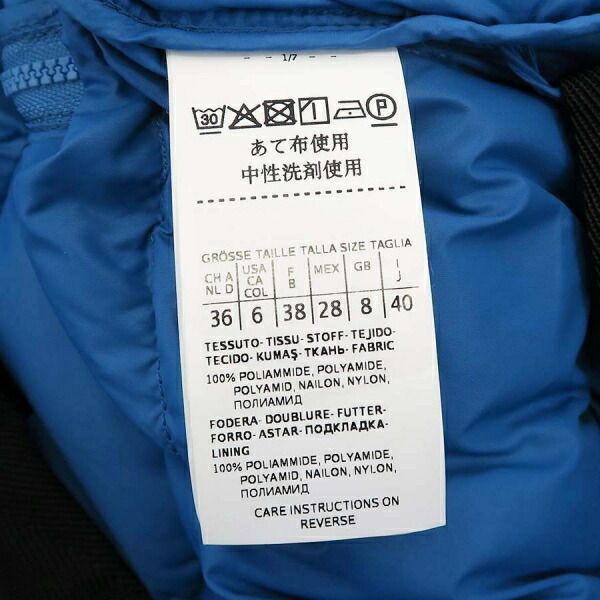 - - 1/7 - -
30 P
あて布使用
中性洗剤使用
GRÖSSE TAILLE TALLA SIZE TAGLIA
CH A NL D USA CA COL F B MEX GB I J
36 6 38 28 8 40
TESSUTO- TISSU- STOFF- TEJIDO-
TECIDO- KUMAŞ- ТКАНЬ- FABRIC
100% POLIAMMIDE, POLYAMIDE,
POLYAMID, NAILON, NYLON,
ПОЛИАМИД
FODERA- DOUBLURE- FUTTER-
FORRO- ASTAR- ПОДКЛАДКА-
LINING
100% POLIAMMIDE, POLYAMIDE,
POLYAMID, NAILON, NYLON,
ПОЛИАМИД
CARE INSTRUCTIONS ON
REVERSE